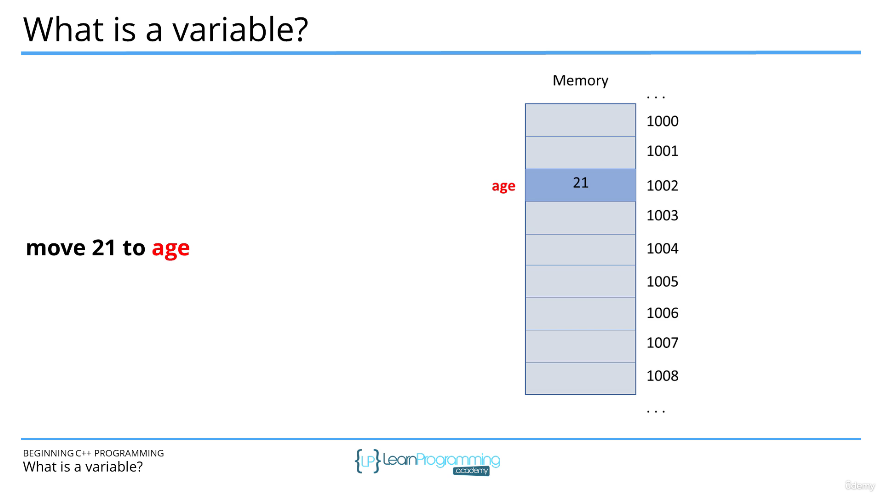 What is a variable?
Memory
. . .
1000
1001
age 21 1002
1003
move 21 to age
1004
1005
1006
1007
1008
. . .
BEGINNING C++ PROGRAMMING
What is a variable?
{LP} LearnProgramming
academy
Udemy